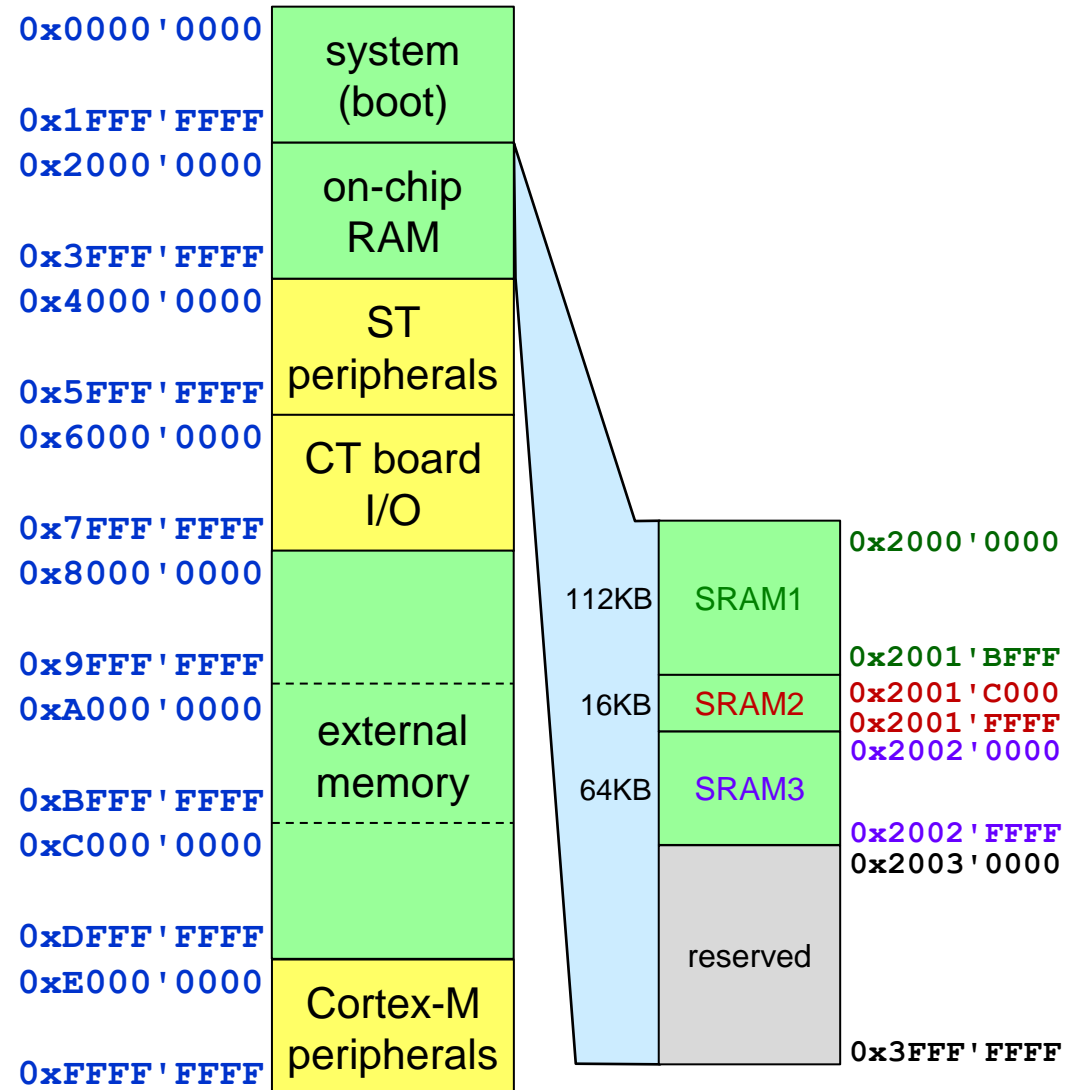 0x0000'0000
system
(boot)
0x1FFF'FFFF
0x2000'0000
on-chip
RAM
0x3FFF'FFFF
0x4000'0000
ST
peripherals
0x5FFF'FFFF
0x6000'0000
CT board
I/O
0x7FFF'FFFF
0x8000'0000
0x9FFF'FFFF
0xA000'0000
external
memory
0xBFFF'FFFF
0xC000'0000
0xDFFF'FFFF
0xE000'0000
Cortex-M
peripherals
0xFFFF'FFFF
0x2000'0000
112KB SRAM1
0x2001'BFFF
16KB SRAM2 0x2001'C000
0x2001'FFFF
0x2002'0000
64KB SRAM3
0x2002'FFFF
0x2003'0000
reserved
0x3FFF'FFFF